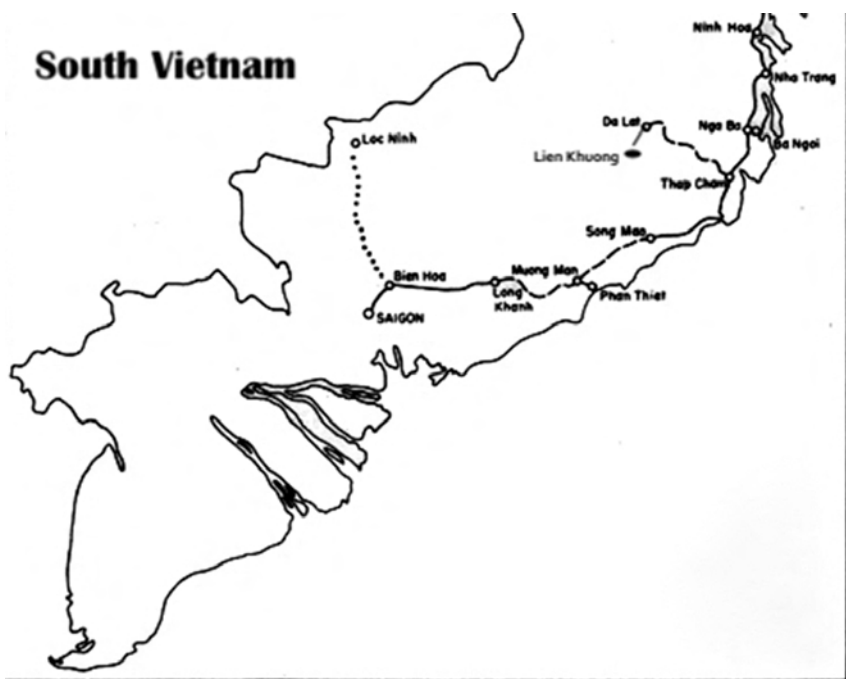 South Vietnam
Ninh Hoa
Nha Trang
Da Lat
Nga Ba
Ba Ngoi
Loc Ninh
Lien Khuong
Thap Cham
Song Mao
Muong Man
Bien Hoa
Long
Khanh
Phan Thiet
SAIGON